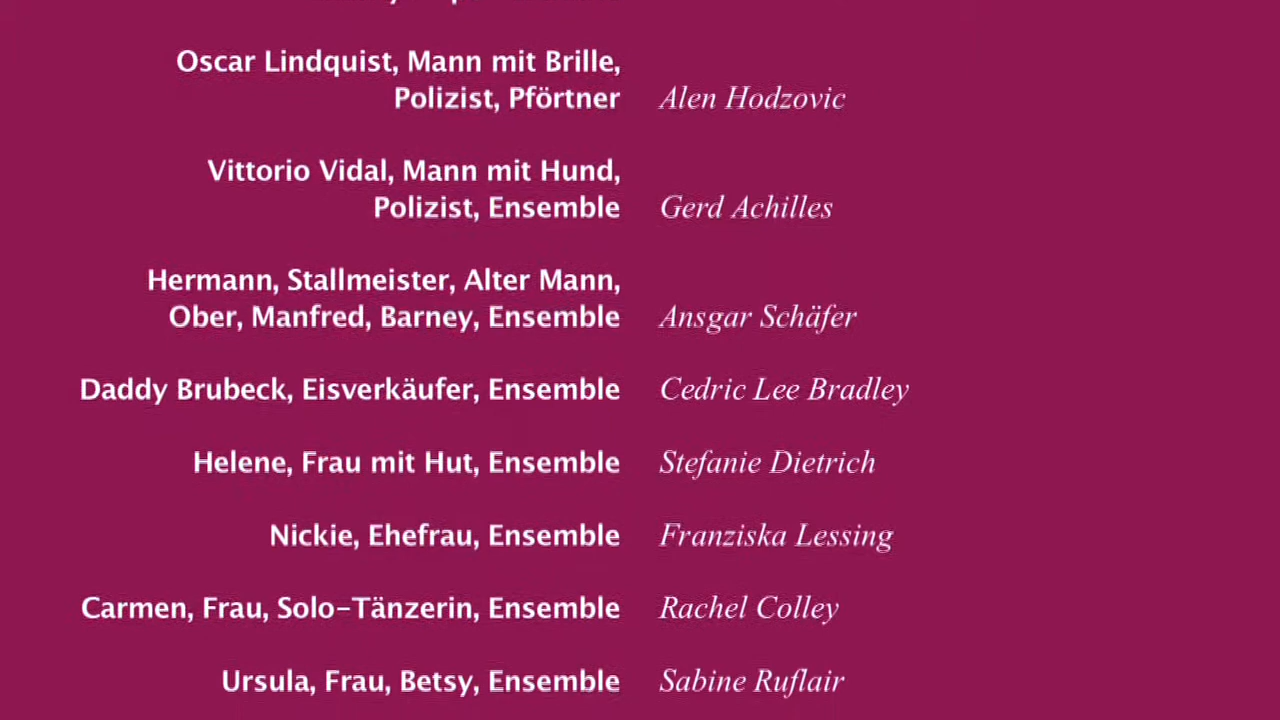 Oscar Lindquist, Mann mit Brille,
Polizist, Pförtner Alen Hodzovic
Vittorio Vidal, Mann mit Hund,
Polizist, Ensemble Gerd Achilles
Hermann, Stallmeister, Alter Mann,
Ober, Manfred, Barney, Ensemble Ansgar Schäfer
Daddy Brubeck, Eisverkäufer, Ensemble Cedric Lee Bradley
Helene, Frau mit Hut, Ensemble Stefanie Dietrich
Nickie, Ehefrau, Ensemble Franziska Lessing
Carmen, Frau, Solo-Tänzerin, Ensemble Rachel Colley
Ursula, Frau, Betsy, Ensemble Sabine Ruflair